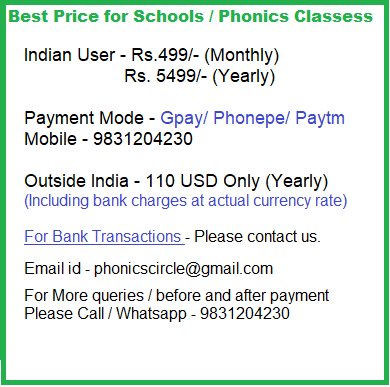 Best Price for Schools / Phonics Classess
Indian User - Rs.499/- (Monthly)
Rs. 5499/- (Yearly)
Payment Mode - Gpay/ Phonepe/ Paytm
Mobile - 9831204230
Outside India - 110 USD Only (Yearly)
(Including bank charges at actual currency rate)
For Bank Transactions - Please contact us.
Email id - phonicscircle@gmail.com
For More queries / before and after payment
Please Call / Whatsapp - 9831204230